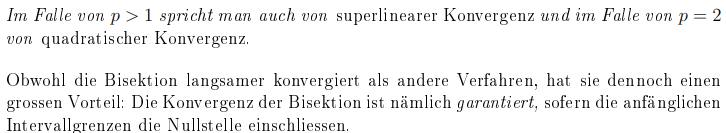 Im Falle von p > 1 spricht man auch von superlinearer Konvergenz und im Falle von p = 2
von quadratischer Konvergenz.
Obwohl die Bisektion langsamer konvergiert als andere Verfahren, hat sie dennoch einen
grossen Vorteil: Die Konvergenz der Bisektion ist nämlich garantiert, sofern die anfänglichen
Intervallgrenzen die Nullstelle einschliessen.